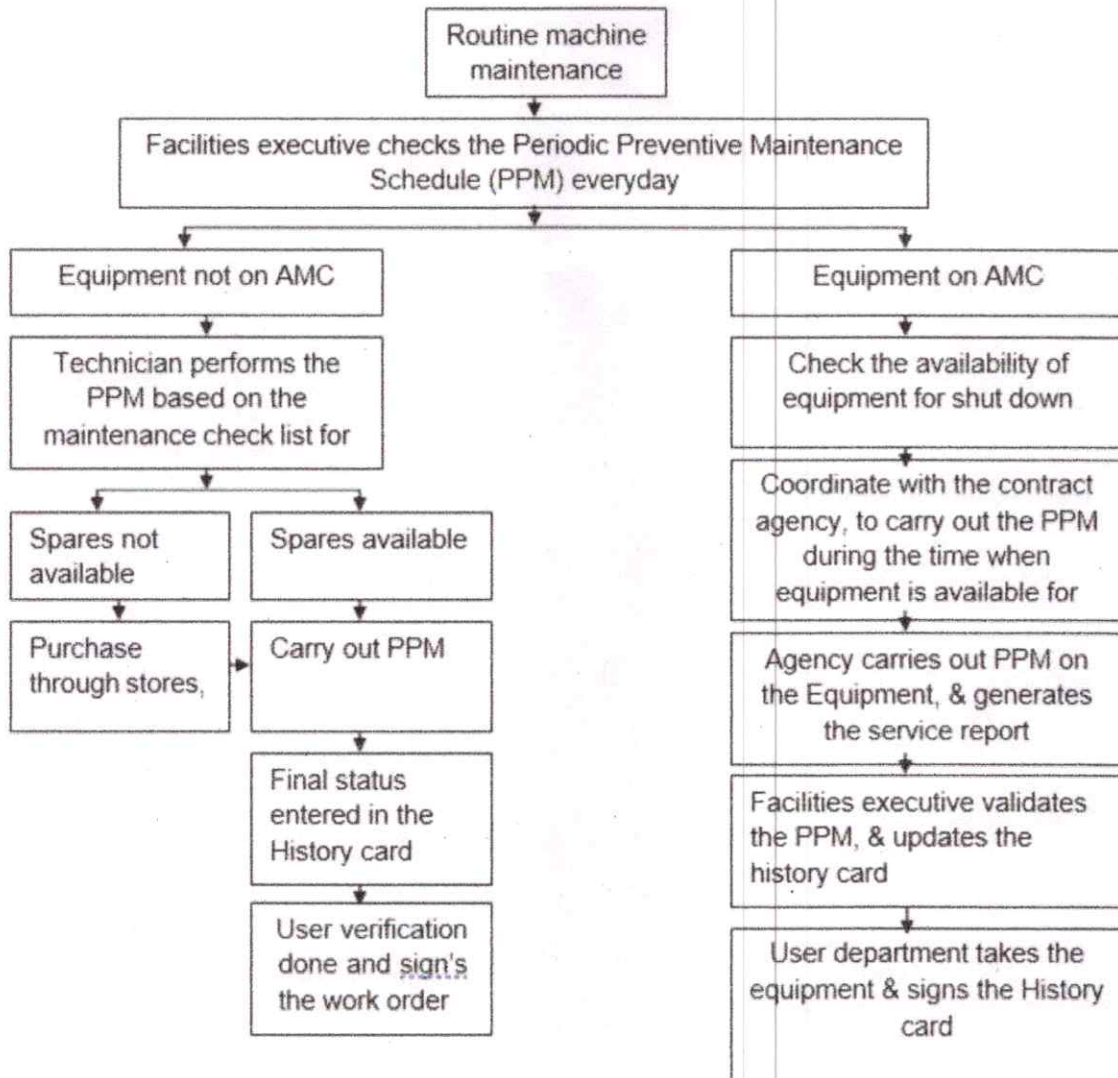 Routine machine
maintenance
Facilities executive checks the Periodic Preventive Maintenance
Schedule (PPM) everyday
Equipment not on AMC
Technician performs the
PPM based on the
maintenance check list for
Spares not
available
Purchase
through stores,
Spares available
Carry out PPM
Final status
entered in the
History card
User verification
done and sign's
the work order
Equipment on AMC
Check the availability of
equipment for shut down
Coordinate with the contract
agency, to carry out the PPM
during the time when
equipment is available for
Agency carries out PPM on
the Equipment, & generates
the service report
Facilities executive validates
the PPM, & updates the
history card
User department takes the
equipment & signs the History
card